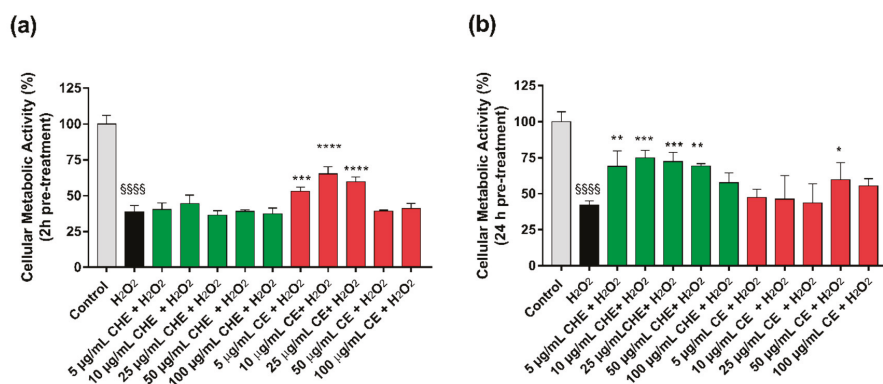 (a)
Cellular Metabolic Activity (%)
(2h pre-treatment)
125
100
75
50
25
0
§§§§
***
****
****
Control
H2O2
5 µg/mL CHE + H2O2
10 µg/mL CHE + H2O2
25 µg/mL CHE + H2O2
50 µg/mL CHE + H2O2
100 µg/mL CHE + H2O2
5 µg/mL CE + H2O2
10 µg/mL CE+ H2O2
25 µg/mL CE+ H2O2
50 µg/mL CE + H2O2
100 µg/mL CE + H2O2
(b)
Cellular Metabolic Activity (%)
(24 h pre-treatment)
125
100
75
50
25
0
§§§§
**
***
***
**
*
Control
H2O2
5 µg/mL CHE + H2O2
10 µg/mL CHE+ H2O2
25 µg/mLCHE+ H2O2
50 µg/mL CHE+ H2O2
100 µg/mL CHE + H2O2
5 µg/mL CE + H2O2
10 µg/mL CE + H2O2
25 µg/mL CE + H2O2
50 µg/mL CE + H2O2
100 µg/mL CE + H2O2